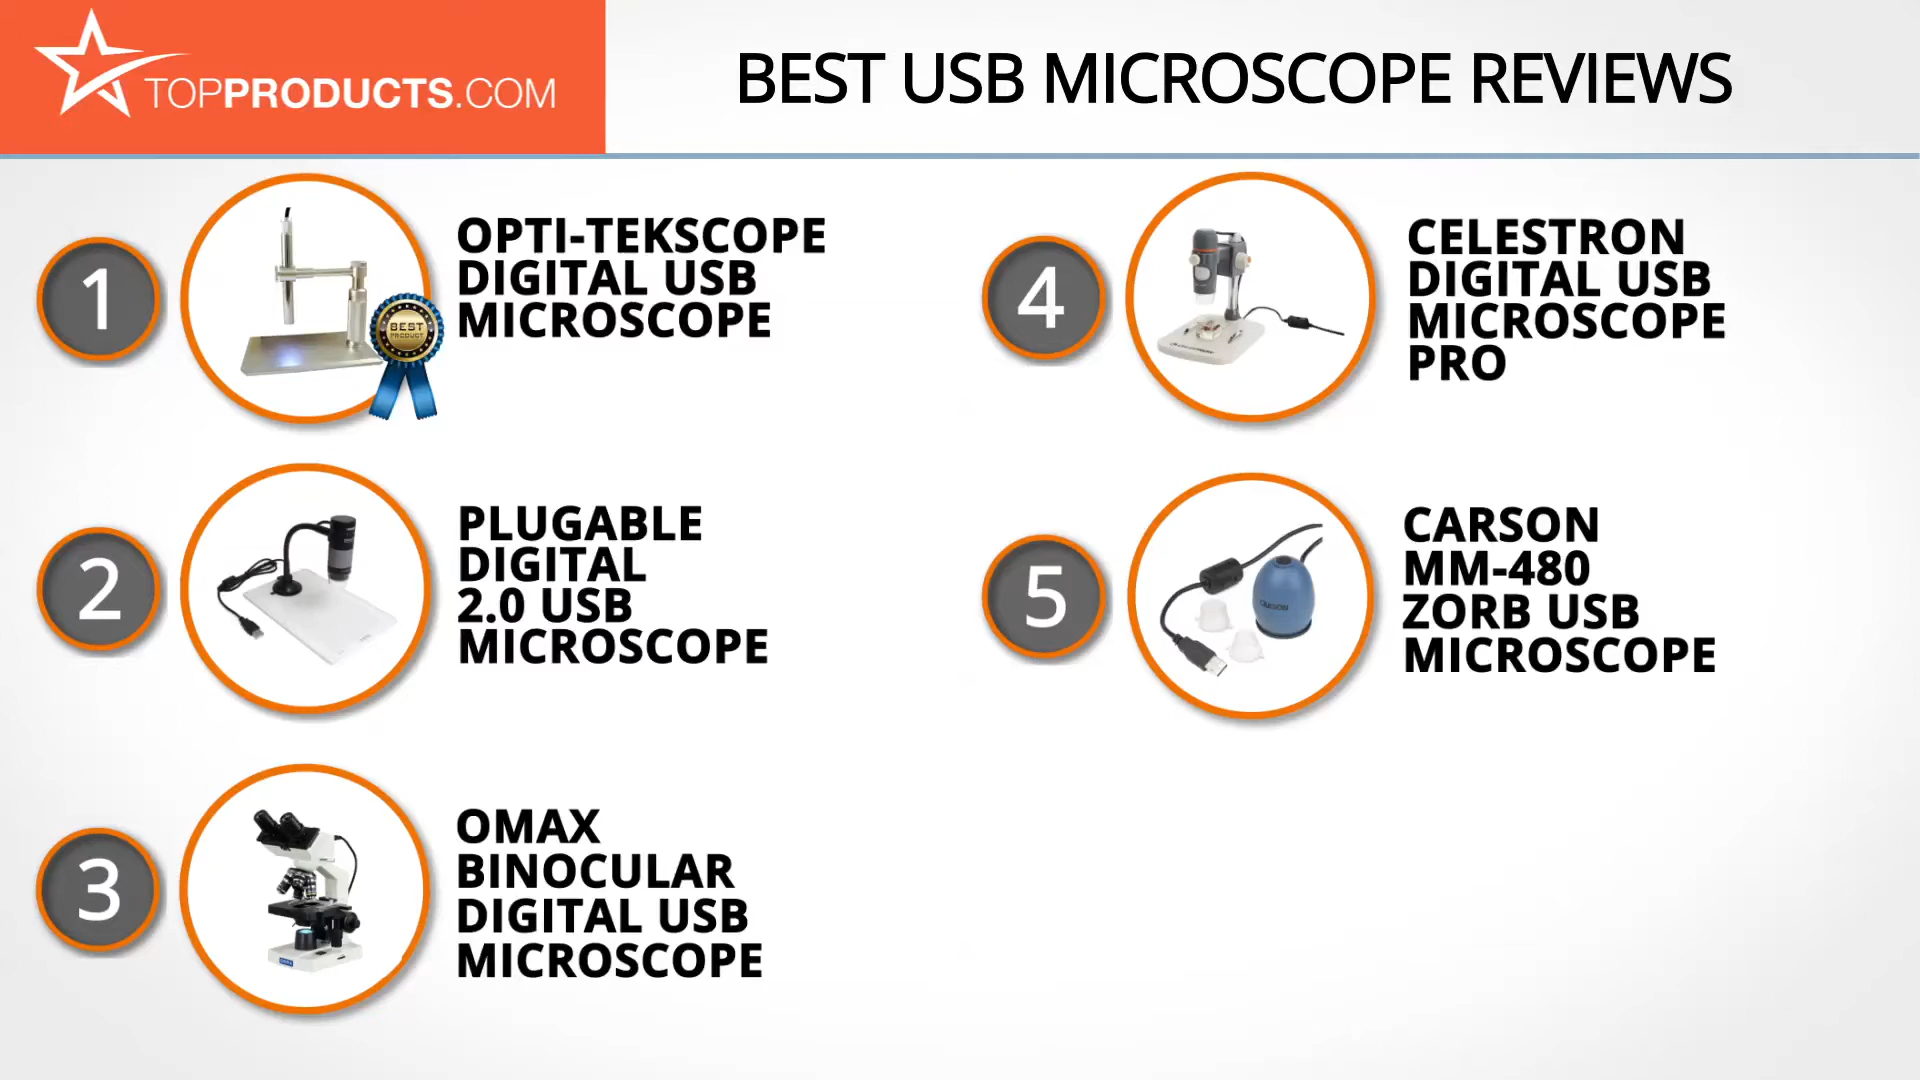 TOPPRODUCTS.COM
BEST USB MICROSCOPE REVIEWS
1
BEST
PRODUCT
OPTI-TEKSCOPE
DIGITAL USB
MICROSCOPE
2
PLUGABLE
DIGITAL
2.0 USB
MICROSCOPE
3
OMAX
BINOCULAR
DIGITAL USB
MICROSCOPE
4
CELESTRON
DIGITAL USB
MICROSCOPE
PRO
5
CARSON
CARSON
MM-480
ZORB USB
MICROSCOPE